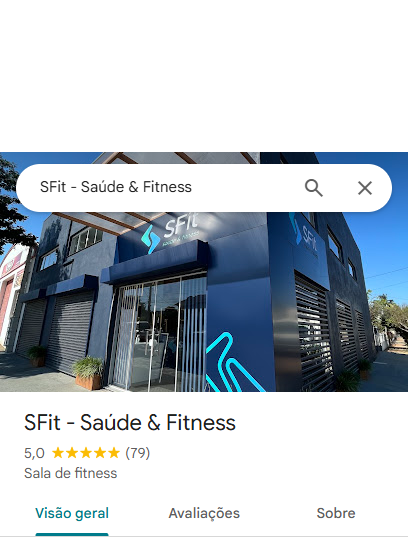 SFit - Saúde & Fitness
SFit
SFit
SFit - Saúde & Fitness
5,0 ★★★★★ (79)
Sala de fitness
Visão geral
Avaliações
Sobre